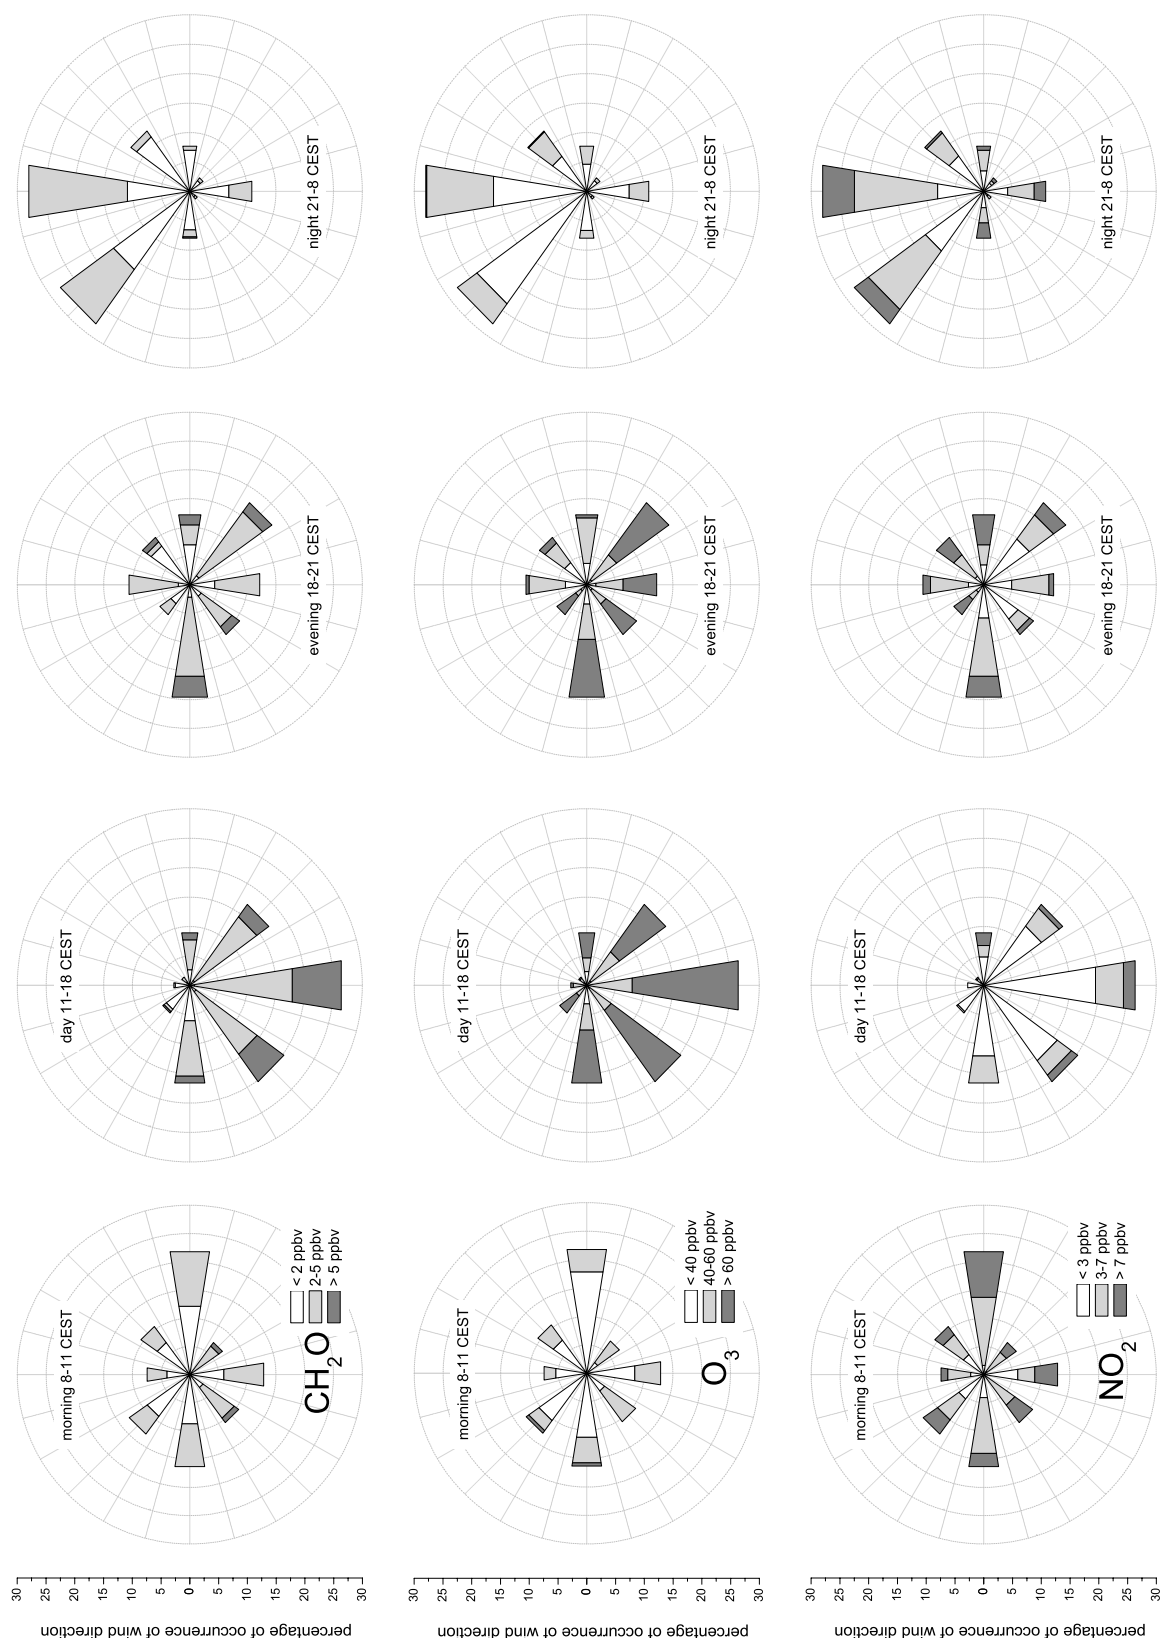 night 21-8 CEST
night 21-8 CEST
night 21-8 CEST
evening 18-21 CEST
evening 18-21 CEST
evening 18-21 CEST
day 11-18 CEST
day 11-18 CEST
day 11-18 CEST
morning 8-11 CEST
CH2O
< 2 ppbv
2-5 ppbv
> 5 ppbv
morning 8-11 CEST
O3
< 40 ppbv
40-60 ppbv
> 60 ppbv
morning 8-11 CEST
NO2
< 3 ppbv
3-7 ppbv
> 7 ppbv
30 25 20 15 10 5 0 5 10 15 20 25 30
percentage of occurrence of wind direction
30 25 20 15 10 5 0 5 10 15 20 25 30
percentage of occurrence of wind direction
30 25 20 15 10 5 0 5 10 15 20 25 30
percentage of occurrence of wind direction